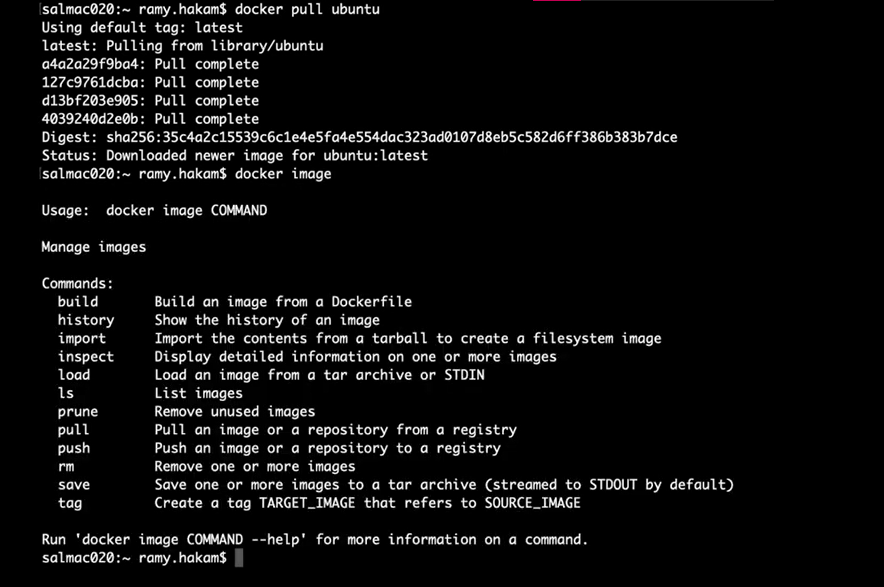 salmac020:~ ramy.hakam$ docker pull ubuntu
Using default tag: latest
latest: Pulling from library/ubuntu
a4a2a29f9ba4: Pull complete
127c9761dcba: Pull complete
d13bf203e905: Pull complete
4039240d2e0b: Pull complete
Digest: sha256:35c4a2c15539c6c1e4e5fa4e554dac323ad0107d8eb5c582d6ff386b383b7dce
Status: Downloaded newer image for ubuntu:latest
salmac020:~ ramy.hakam$ docker image
Usage:  docker image COMMAND
Manage images
Commands:
  build       Build an image from a Dockerfile
  history     Show the history of an image
  import      Import the contents from a tarball to create a filesystem image
  inspect     Display detailed information on one or more images
  load        Load an image from a tar archive or STDIN
  ls          List images
  prune       Remove unused images
  pull        Pull an image or a repository from a registry
  push        Push an image or a repository to a registry
  rm          Remove one or more images
  save        Save one or more images to a tar archive (streamed to STDOUT by default)
  tag         Create a tag TARGET_IMAGE that refers to SOURCE_IMAGE
Run 'docker image COMMAND --help' for more information on a command.
salmac020:~ ramy.hakam$